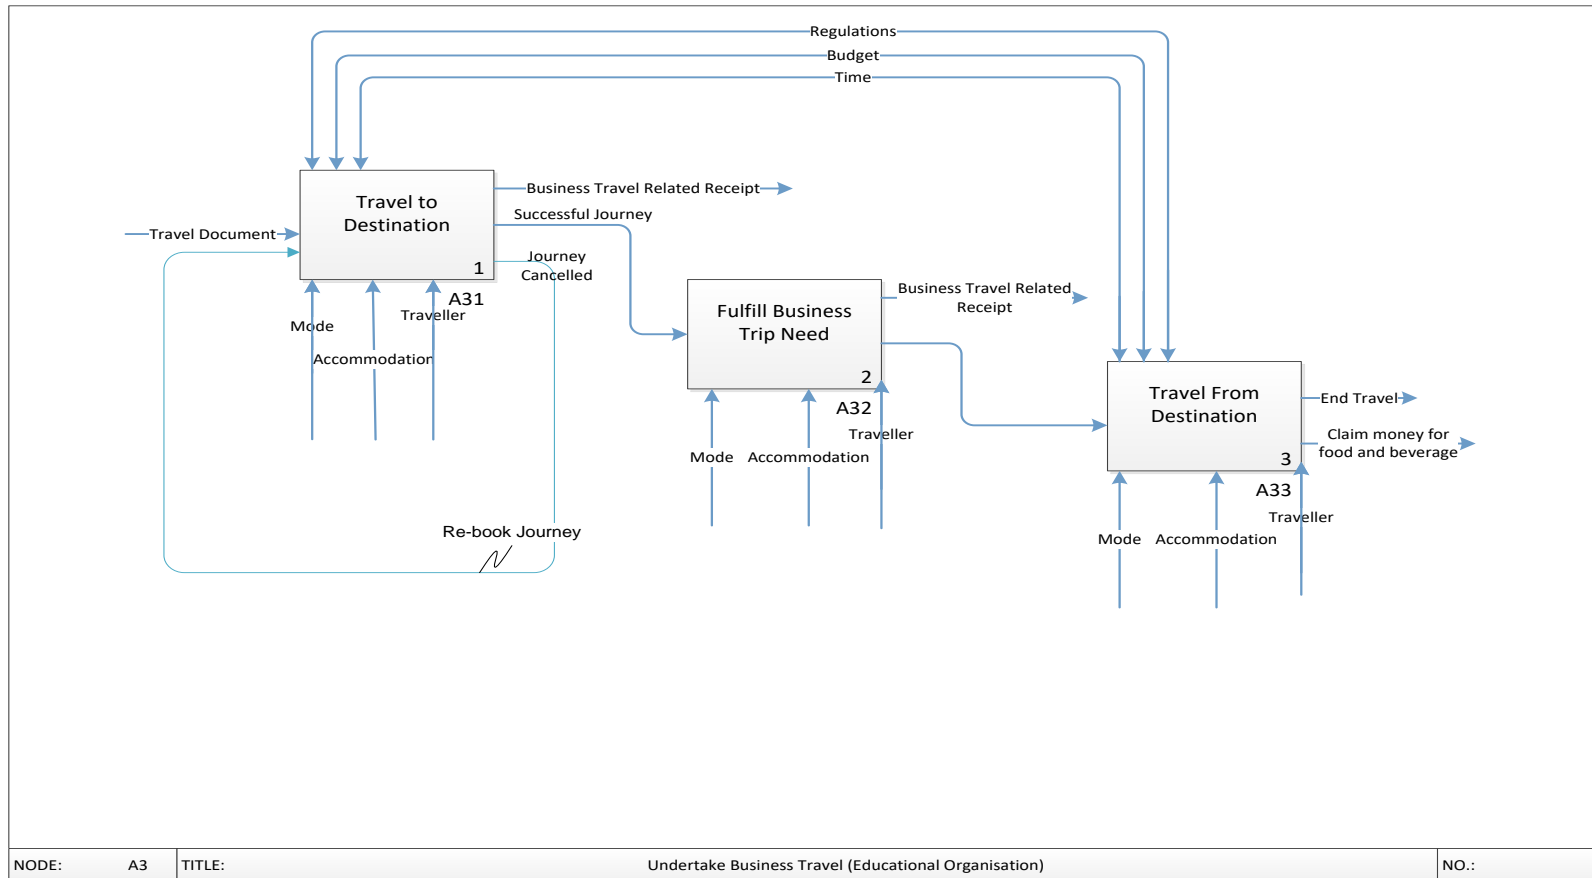 Regulations
Budget
Time
Travel to
Destination
1
A31
Travel Document
Business Travel Related Receipt
Successful Journey
Journey
Cancelled
Mode
Accommodation
Traveller
Re-book Journey
Fulfill Business
Trip Need
2
A32
Business Travel Related
Receipt
Mode
Accommodation
Traveller
Travel From
Destination
3
A33
End Travel
Claim money for
food and beverage
Mode
Accommodation
Traveller
NODE: A3
TITLE: Undertake Business Travel (Educational Organisation)
NO.: